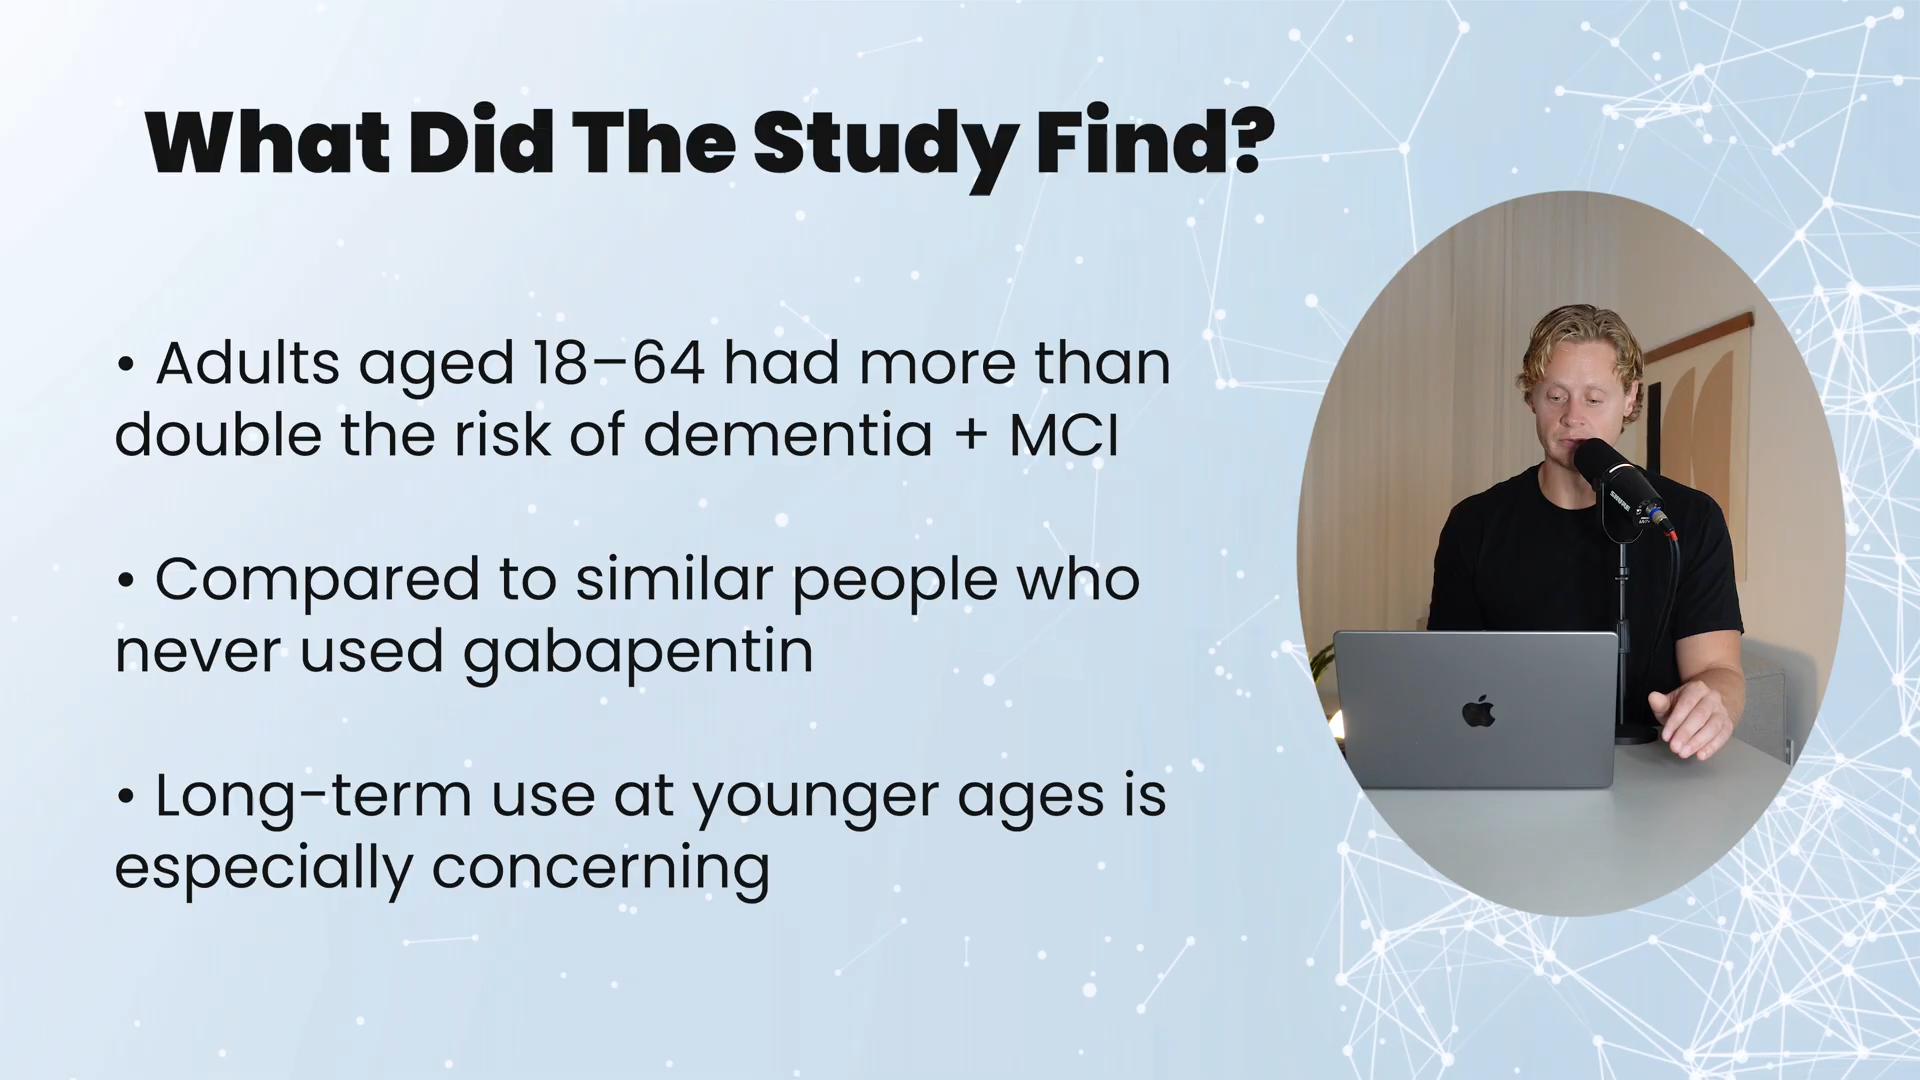 What Did The Study Find?
• Adults aged 18–64 had more than
double the risk of dementia + MCI
• Compared to similar people who
never used gabapentin
• Long-term use at younger ages is
especially concerning
SHURE